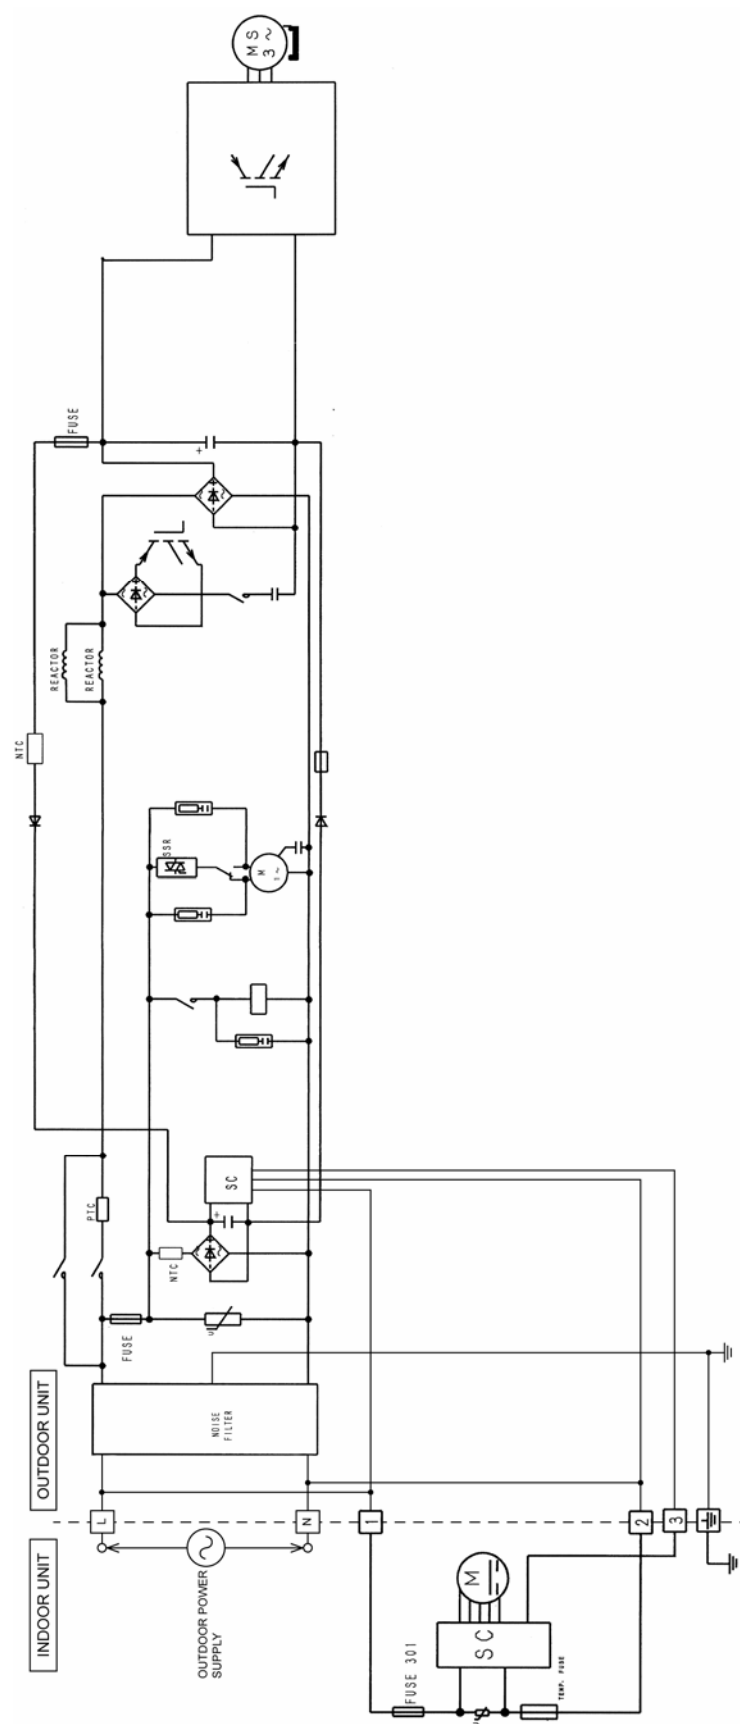 M S
3 ~
FUSE
+
REACTOR
REACTOR
NTC
SSR
M
1 ~
SC
+
PTC
NTC
FUSE
U
OUTDOOR UNIT
NOISE
FILTER
L
N
1
2
3
INDOOR UNIT
OUTDOOR POWER
SUPPLY
M
SC
FUSE 301
TEMP. FUSE